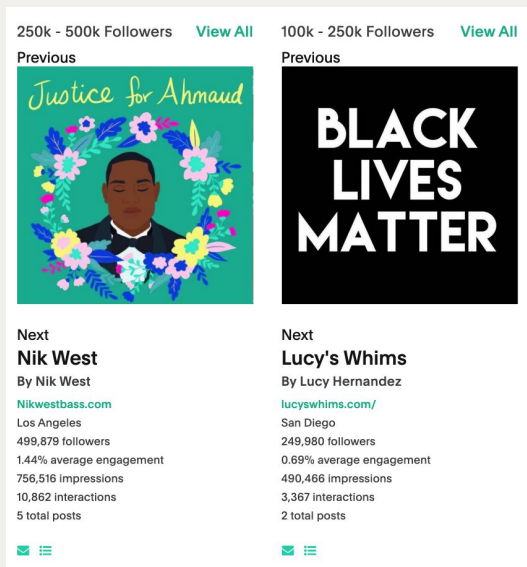 250k - 500k Followers View All
Previous
Justice for Ahmaud
Next
Nik West
By Nik West
Nikwestbass.com
Los Angeles
499,879 followers
1.44% average engagement
756,516 impressions
10,862 interactions
5 total posts
100k - 250k Followers View All
Previous
BLACK
LIVES
MATTER
Next
Lucy's Whims
By Lucy Hernandez
lucyswhims.com/
San Diego
249,980 followers
0.69% average engagement
490,466 impressions
3,367 interactions
2 total posts